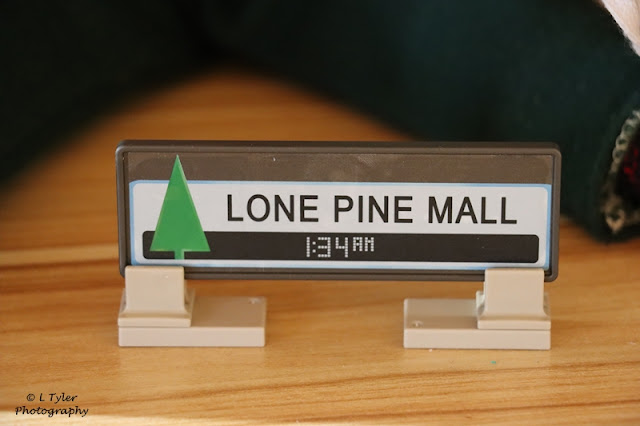 LONE PINE MALL
1:34AM
© L Tyler
Photography